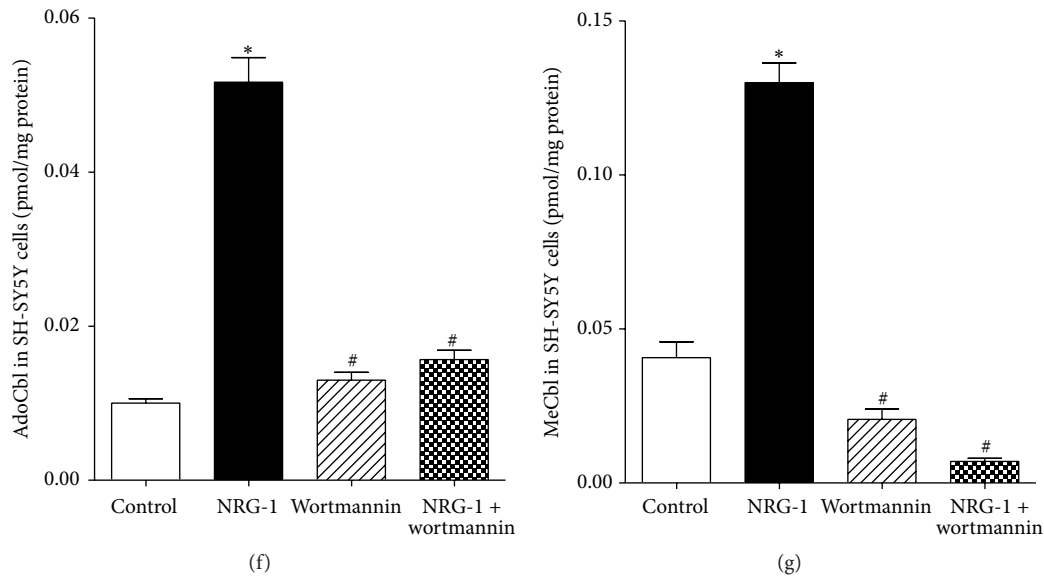 AdoCbl in SH-SY5Y cells (pmol/mg protein)
0.06
0.04
0.02
0.00
*
#
#
Control
NRG-1
Wortmannin
NRG-1 +
wortmannin
(f)
MeCbl in SH-SY5Y cells (pmol/mg protein)
0.15
0.10
0.05
0.00
*
#
#
Control
NRG-1
Wortmannin
NRG-1 +
wortmannin
(g)